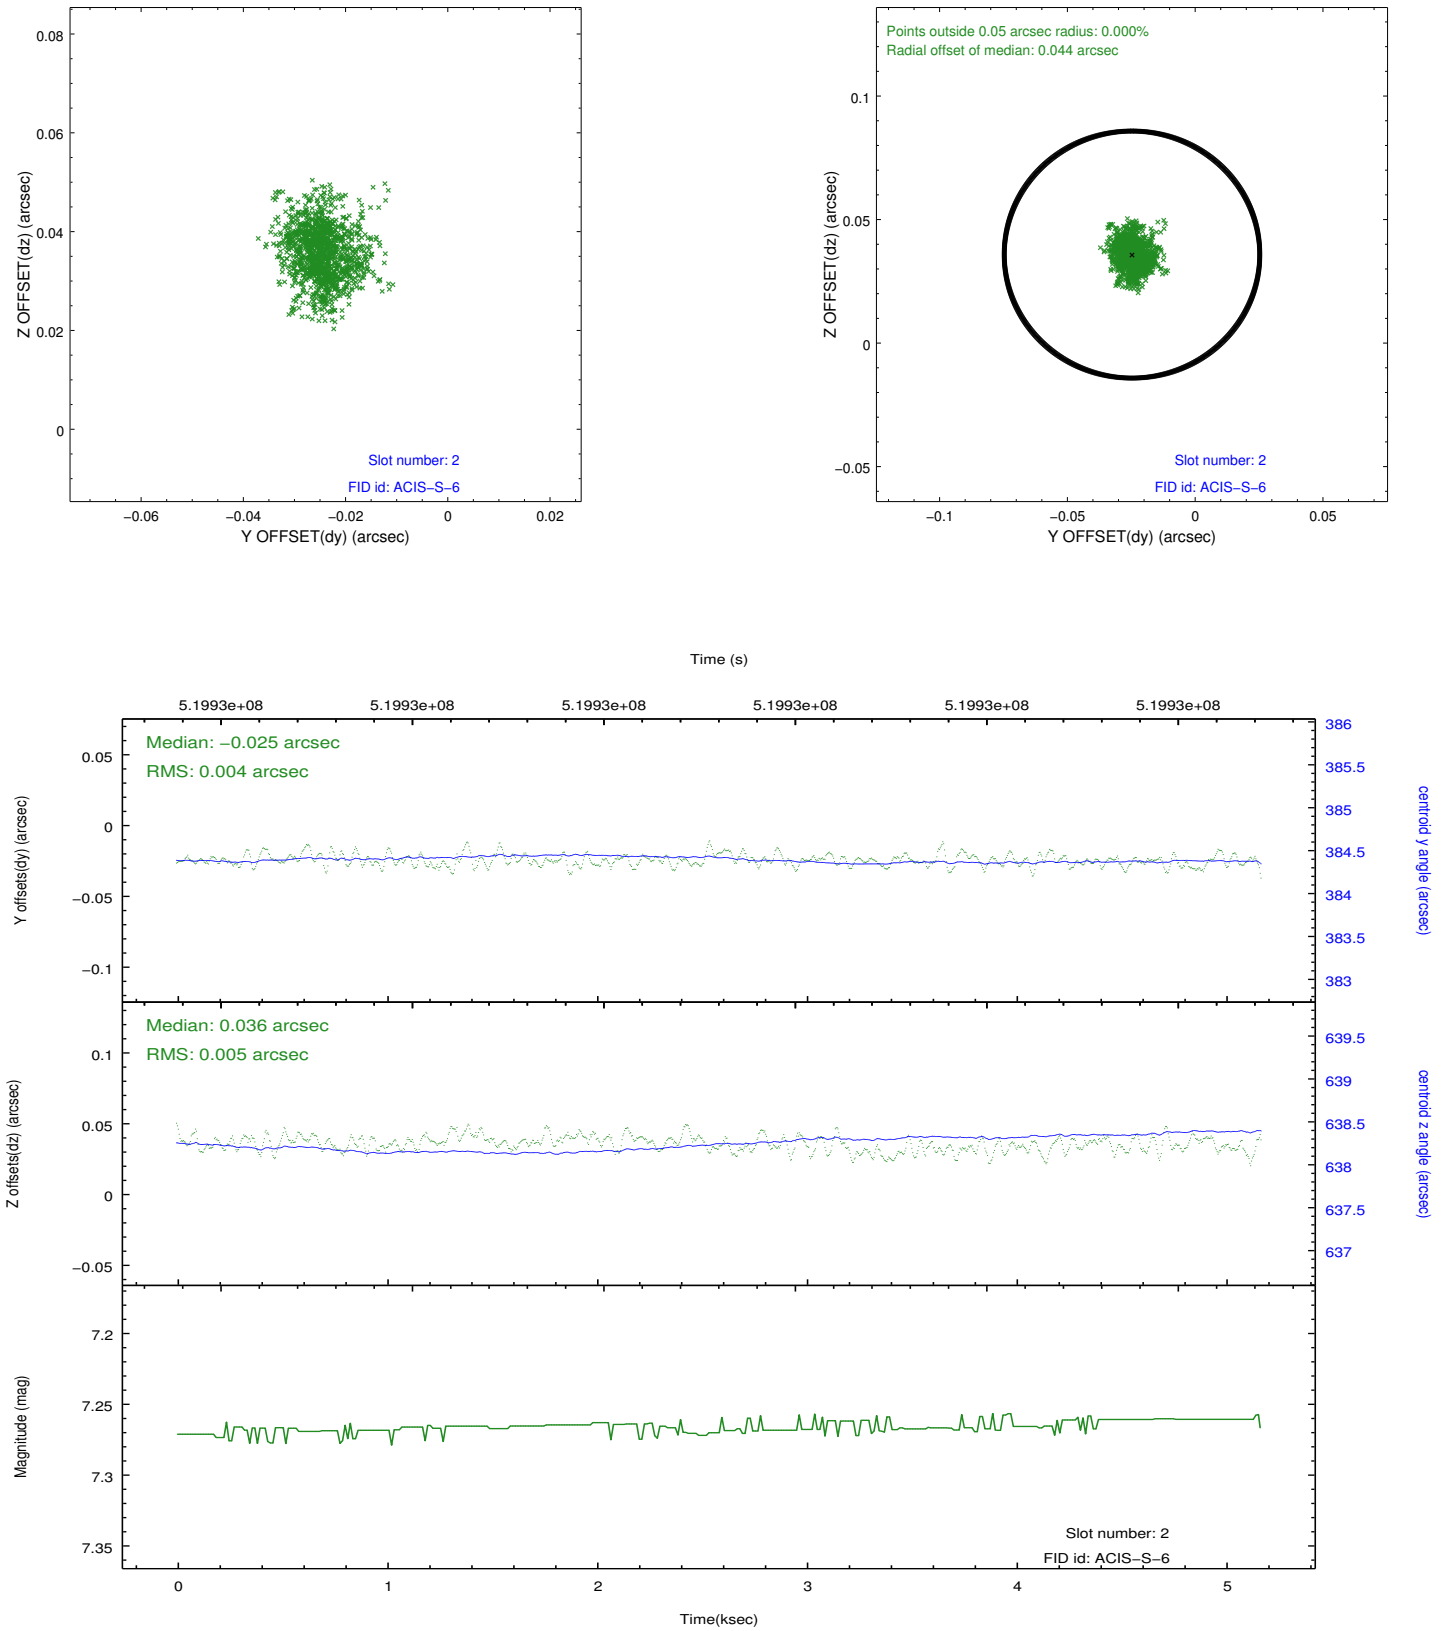 0.08
0.06
0.04
0.02
0
Z OFFSET(dz) (arcsec)
Slot number: 2
FID id: ACIS−S−6
−0.06 −0.04 −0.02 0 0.02
Y OFFSET(dy) (arcsec)
Points outside 0.05 arcsec radius: 0.000%
Radial offset of median: 0.044 arcsec
0.1
0.05
0
−0.05
Z OFFSET(dz) (arcsec)
Slot number: 2
FID id: ACIS−S−6
−0.1 −0.05 0 0.05
Y OFFSET(dy) (arcsec)
Time (s)
5.1993e+08 5.1993e+08 5.1993e+08 5.1993e+08 5.1993e+08 5.1993e+08
Median: −0.025 arcsec
RMS: 0.004 arcsec
0.05
0
−0.05
−0.1
Y offsets(dy) (arcsec)
386
385.5
385
384.5
384
383.5
383
centroid y angle (arcsec)
Median: 0.036 arcsec
RMS: 0.005 arcsec
0.1
0.05
0
−0.05
Z offsets(dz) (arcsec)
639.5
639
638.5
638
637.5
637
centroid z angle (arcsec)
7.2
7.25
7.3
7.35
Magnitude (mag)
Slot number: 2
FID id: ACIS−S−6
0 1 2 3 4 5
Time(ksec)